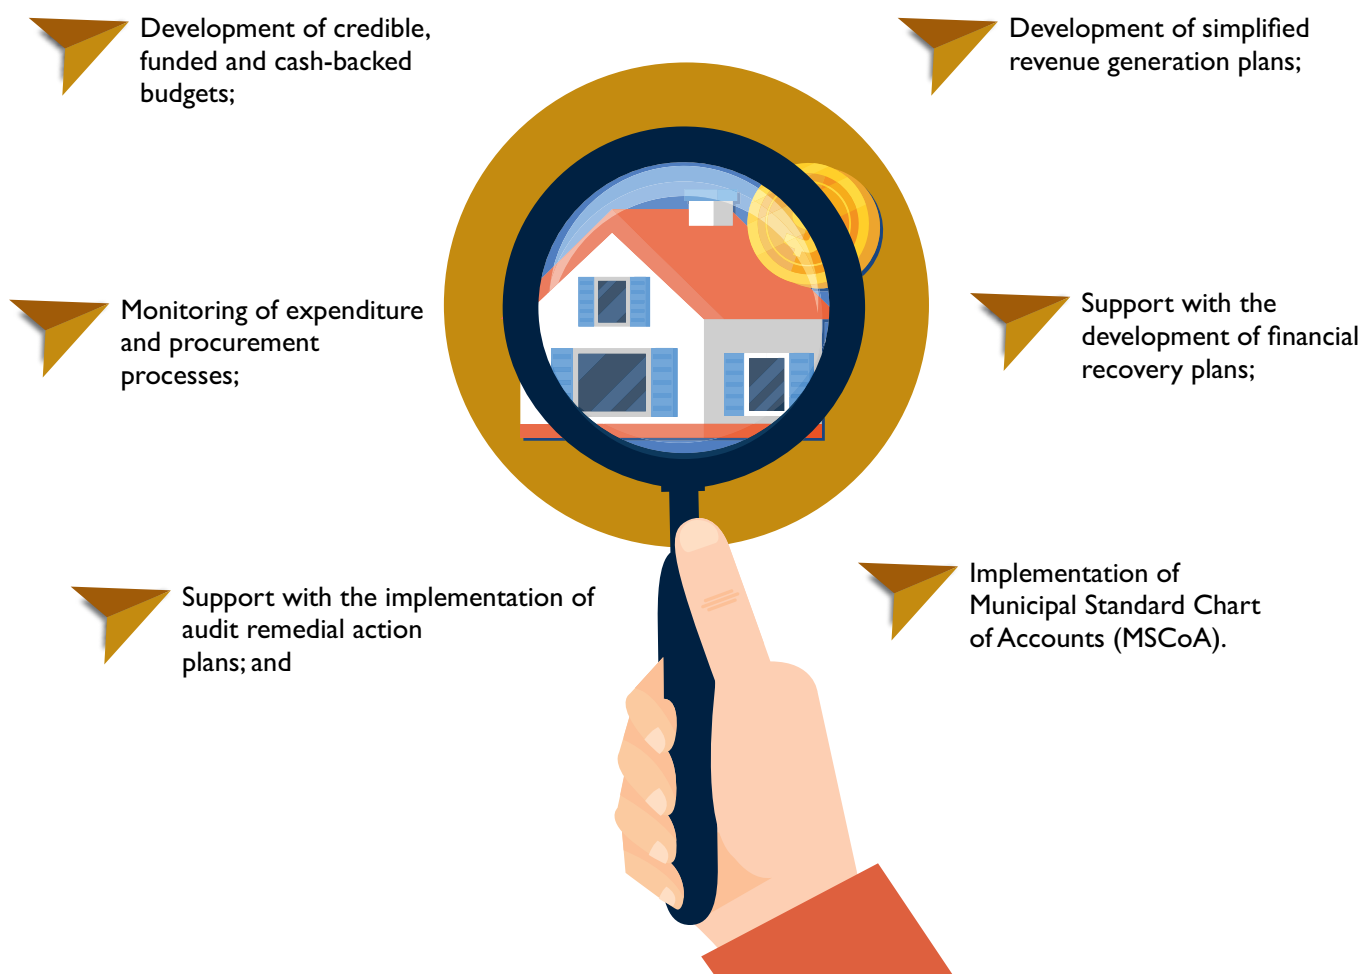 Development of credible,
funded and cash-backed
budgets;
Development of simplified
revenue generation plans;
Monitoring of expenditure
and procurement
processes;
Support with the
development of financial
recovery plans;
Support with the implementation of
audit remedial action
plans; and
Implementation of
Municipal Standard Chart
of Accounts (MSCoA).